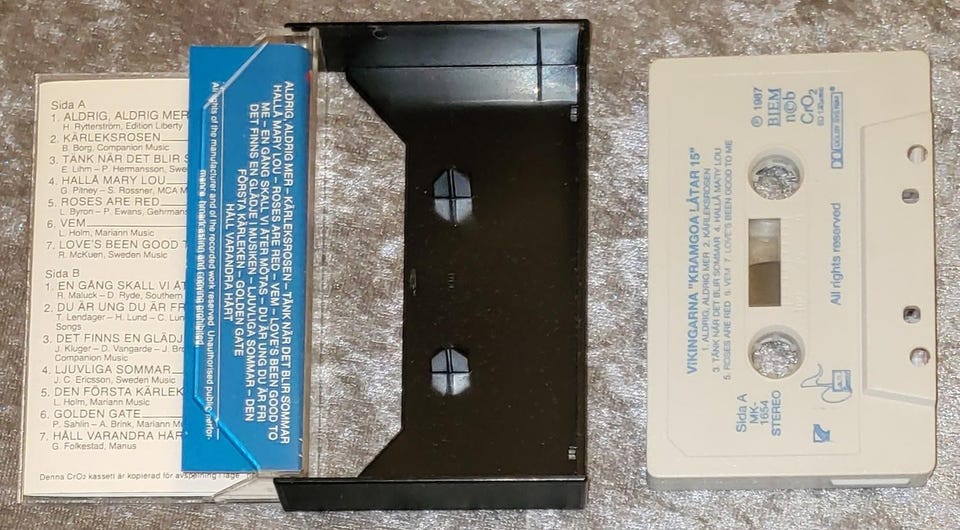 Sida A
1. ALDRIG, ALDRIG MER
H. Rytterström, Edition Liberty
2. KÄRLEKSROSEN
B. Borg, Companion Music
3. TÄNK NÄR DET BLIR S
E. Lihm – P. Hermansson, Swe
4. HALLÅ MARY LOU
G. Pitney – S. Rossner, MCA M
5. ROSES ARE RED
L. Byron – P. Ewans, Gehrmans
6. VEM
L. Holm, Mariann Music
7. LOVE'S BEEN GOOD T
R. McKuen, Sweden Music
Sida B
1. EN GÅNG SKALL VI ÅT
R. Maluck – D. Ryde, Southern
2. DU ÄR UNG DU ÄR FR
T. Lendager – H. Lund – C. Lun
Songs
3. DET FINNS EN GLÄDJ
J. Kluger – D. Vangarde – J. Bro
Companion Music
4. LJUVLIGA SOMMAR
J. C. Ericsson, Sweden Music
5. DEN FÖRSTA KÄRLEK
L. Holm, Mariann Music
6. GOLDEN GATE
P. Sahlin – A. Brink, Mariann M
7. HÅLL VARANDRA HÅR
G. Folkestad, Manus
Denna CrO2 kassett är kopierad för avspelning i läge
ALDRIG, ALDRIG MER – KÄRLEKSROSEN – TÄNK NÄR DET BLIR SOMMAR
HALLÅ MARY LOU – ROSES ARE RED – VEM – LOVE'S BEEN GOOD TO
ME – EN GÅNG SKALL VI ÅTER MÖTAS – DU ÄR UNG DU ÄR FRI
DET FINNS EN GLÄDJE I MUSIKEN – LJUVLIGA SOMMAR – DEN
FÖRSTA KÄRLEKEN – GOLDEN GATE
HÅLL VARANDRA HÅRT
All rights of the manufacturer and of the recorded work reserved. Unauthorised public perfor-
mance, broadcasting and copying prohibited.
VIKINGARNA "KRAMGOA LÅTAR 15"
1. ALDRIG, ALDRIG MER 2. KÄRLEKSROSEN
3. TÄNK NÄR DET BLIR SOMMAR 4. HALLÅ MARY LOU
5. ROSES ARE RED 6. VEM 7. LOVE'S BEEN GOOD TO ME
Sida A
MK-
1654
STEREO
℗ 1987
BIEM
n©b
CrO2
EQ 120µsec
DOLBY SYSTEM
All rights reserved